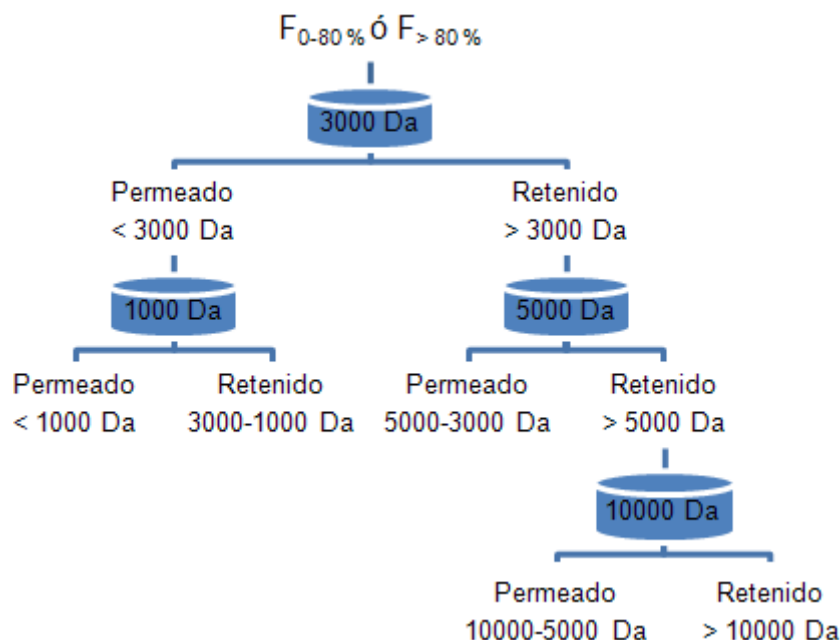 F0-80 % ó F> 80 %
3000 Da
Permeado
< 3000 Da
Retenido
> 3000 Da
1000 Da
5000 Da
Permeado
< 1000 Da
Retenido
3000-1000 Da
Permeado
5000-3000 Da
Retenido
> 5000 Da
10000 Da
Permeado
10000-5000 Da
Retenido
> 10000 Da